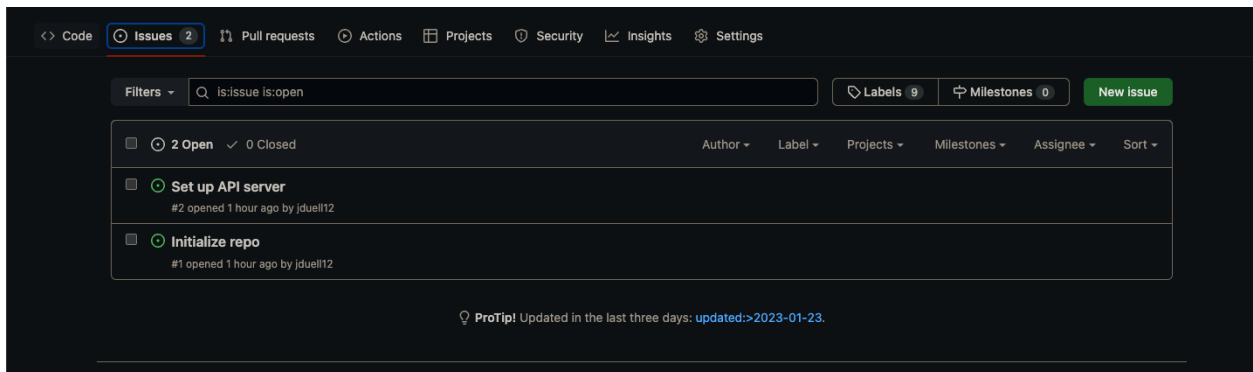 Code Issues 2 Pull requests Actions Projects Security Insights Settings
Filters is:issue is:open Labels 9 Milestones 0 New issue
2 Open 0 Closed Author Label Projects Milestones Assignee Sort
Set up API server
#2 opened 1 hour ago by jduell12
Initialize repo
#1 opened 1 hour ago by jduell12
ProTip! Updated in the last three days: updated:>2023-01-23.